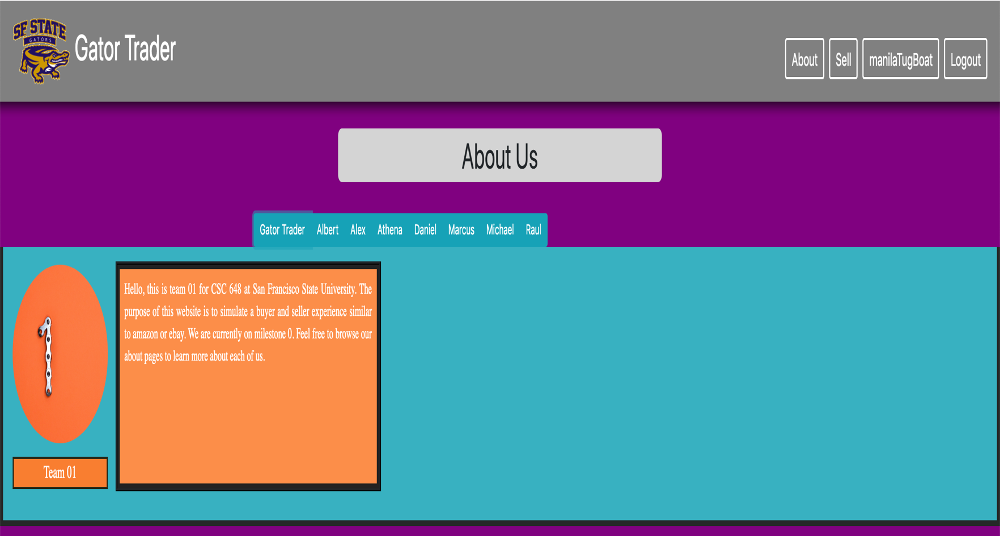 SF STATE
GATORS
Gator Trader
About
Sell
manilaTugBoat
Logout
About Us
Gator Trader
Albert
Alex
Athena
Daniel
Marcus
Michael
Raul
Hello, this is team 01 for CSC 648 at San Francisco State University. The
purpose of this website is to simulate a buyer and seller experience similar
to amazon or ebay. We are currently on milestone 0. Feel free to browse our
about pages to learn more about each of us.
1
Team 01